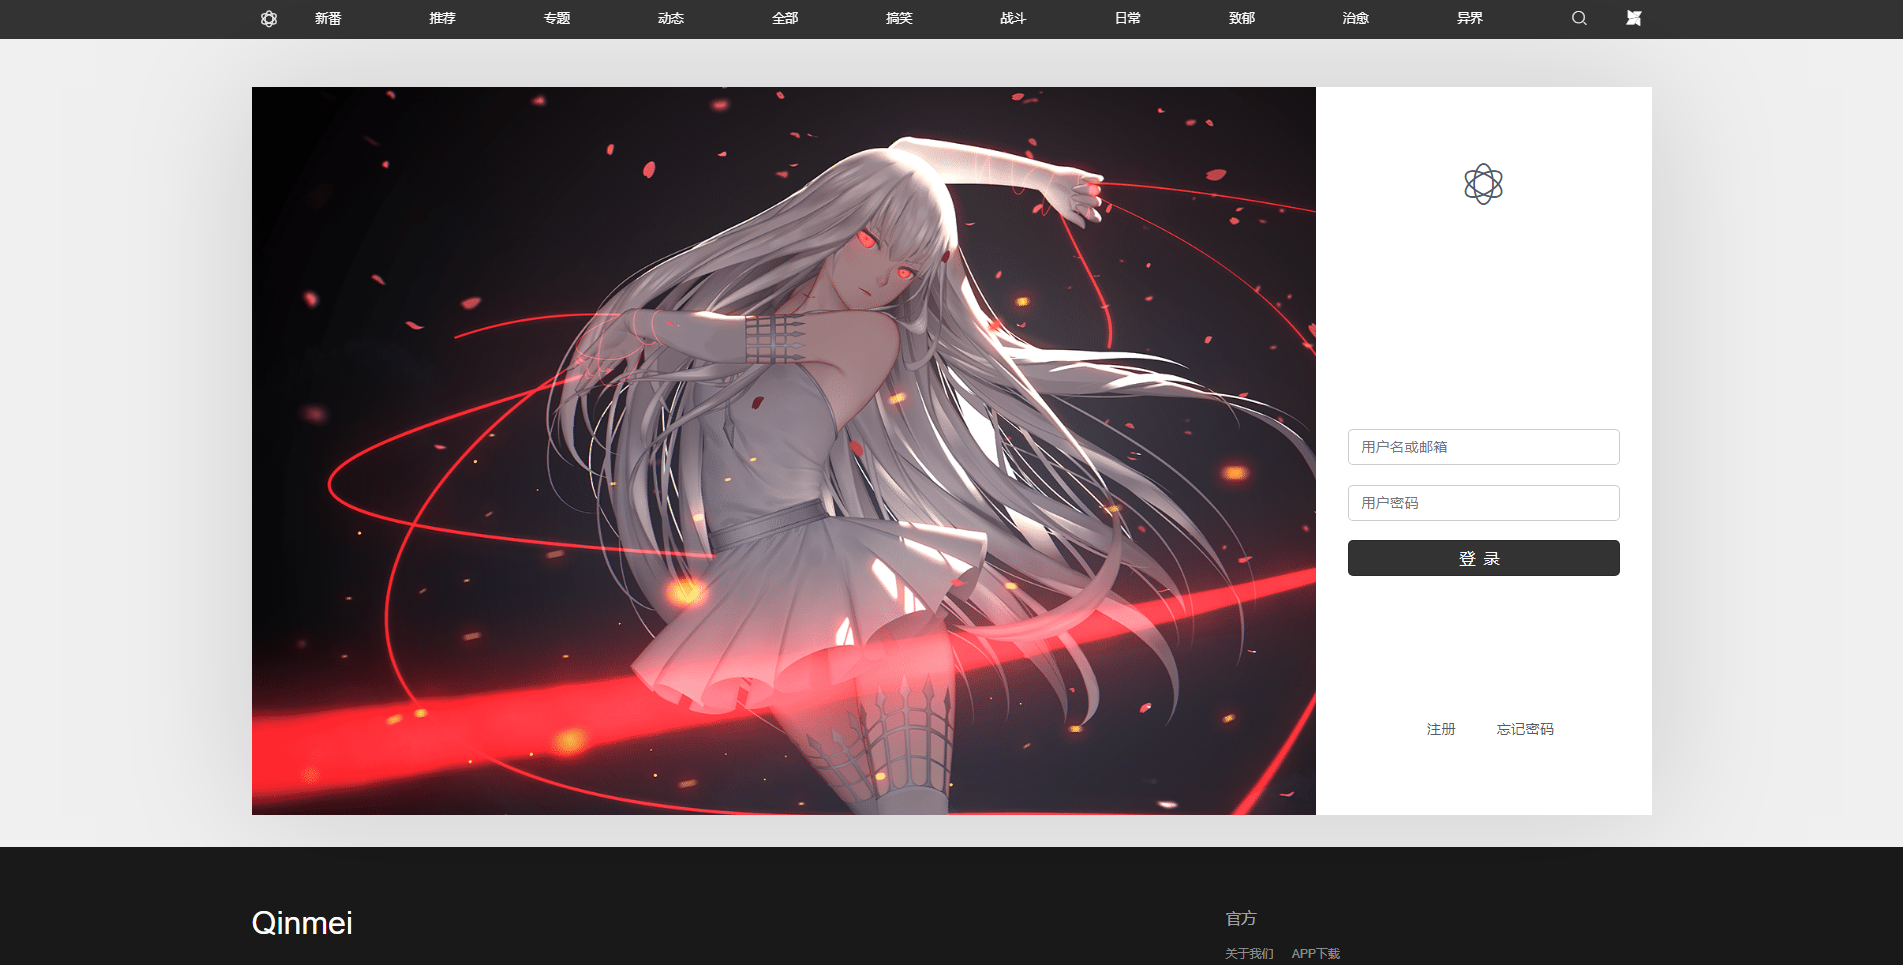 新番 推荐 专题 动态 全部 搞笑 战斗 日常 致郁 治愈 异界
用户名或邮箱
用户密码
登 录
注册 忘记密码
Qinmei
官方
关于我们 APP下载